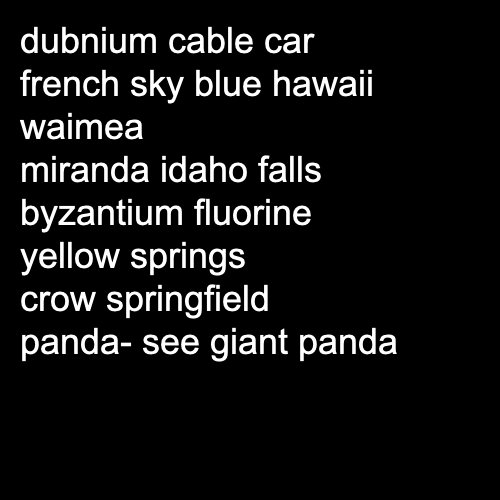 dubnium cable car
french sky blue hawaii
waimea
miranda idaho falls
byzantium fluorine
yellow springs
crow springfield
panda- see giant panda